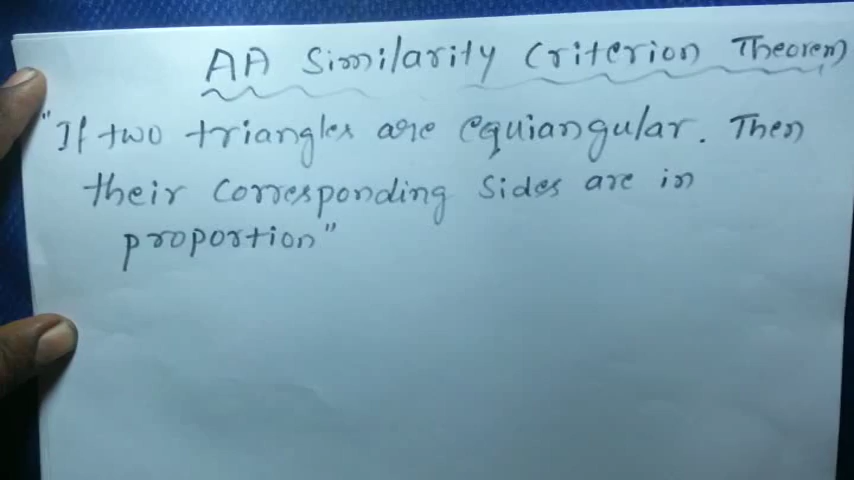 AA Similarity Criterion Theorem
"If two triangles are equiangular. Then
their corresponding sides are in
proportion"